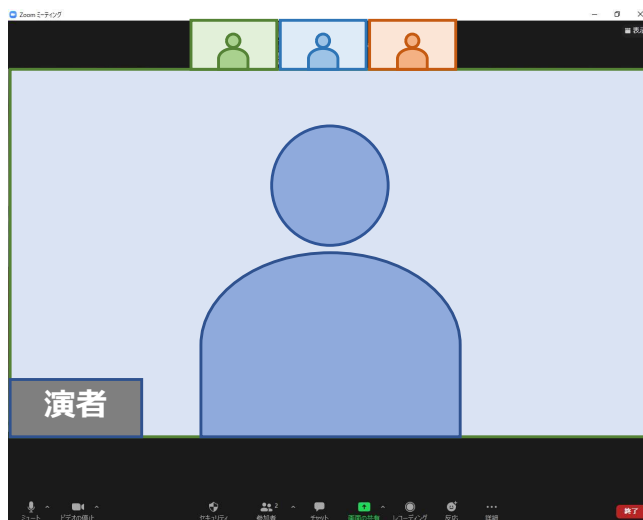 Zoom ミーティング
表示
演者
2
ミュート
ビデオの停止
セキュリティ
参加者
チャット
画面の共有
レコーディング
反応
詳細
終了